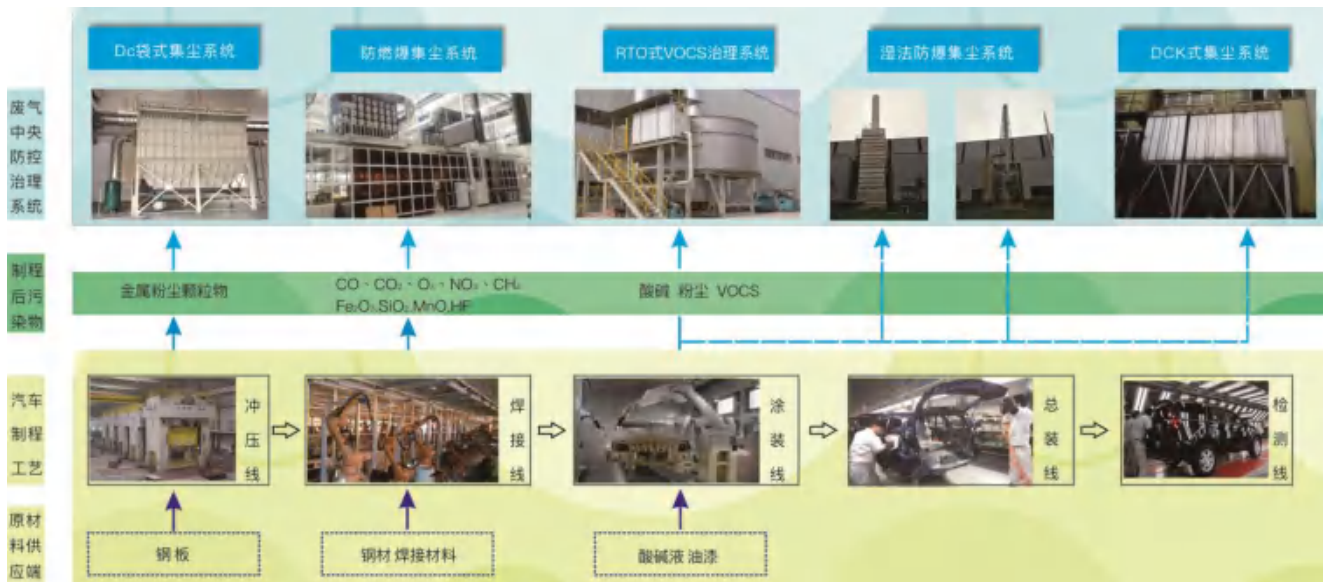 Dc袋式集尘系统
防燃爆集尘系统
RTO式VOCS治理系统
湿法防爆集尘系统
DCK式集尘系统
废气
中央
防控
治理
系统
制程
后污
染物
金属粉尘颗粒物
CO、CO₂、O₃、NOₓ、CH₄
Fe₂O₃.SiO₂.MnO.HF
酸碱 粉尘 VOCS
汽车
制程
工艺
冲压线
焊接线
涂装线
总装线
检测线
原材
料供
应端
钢板
钢材 焊接材料
酸碱液 油漆